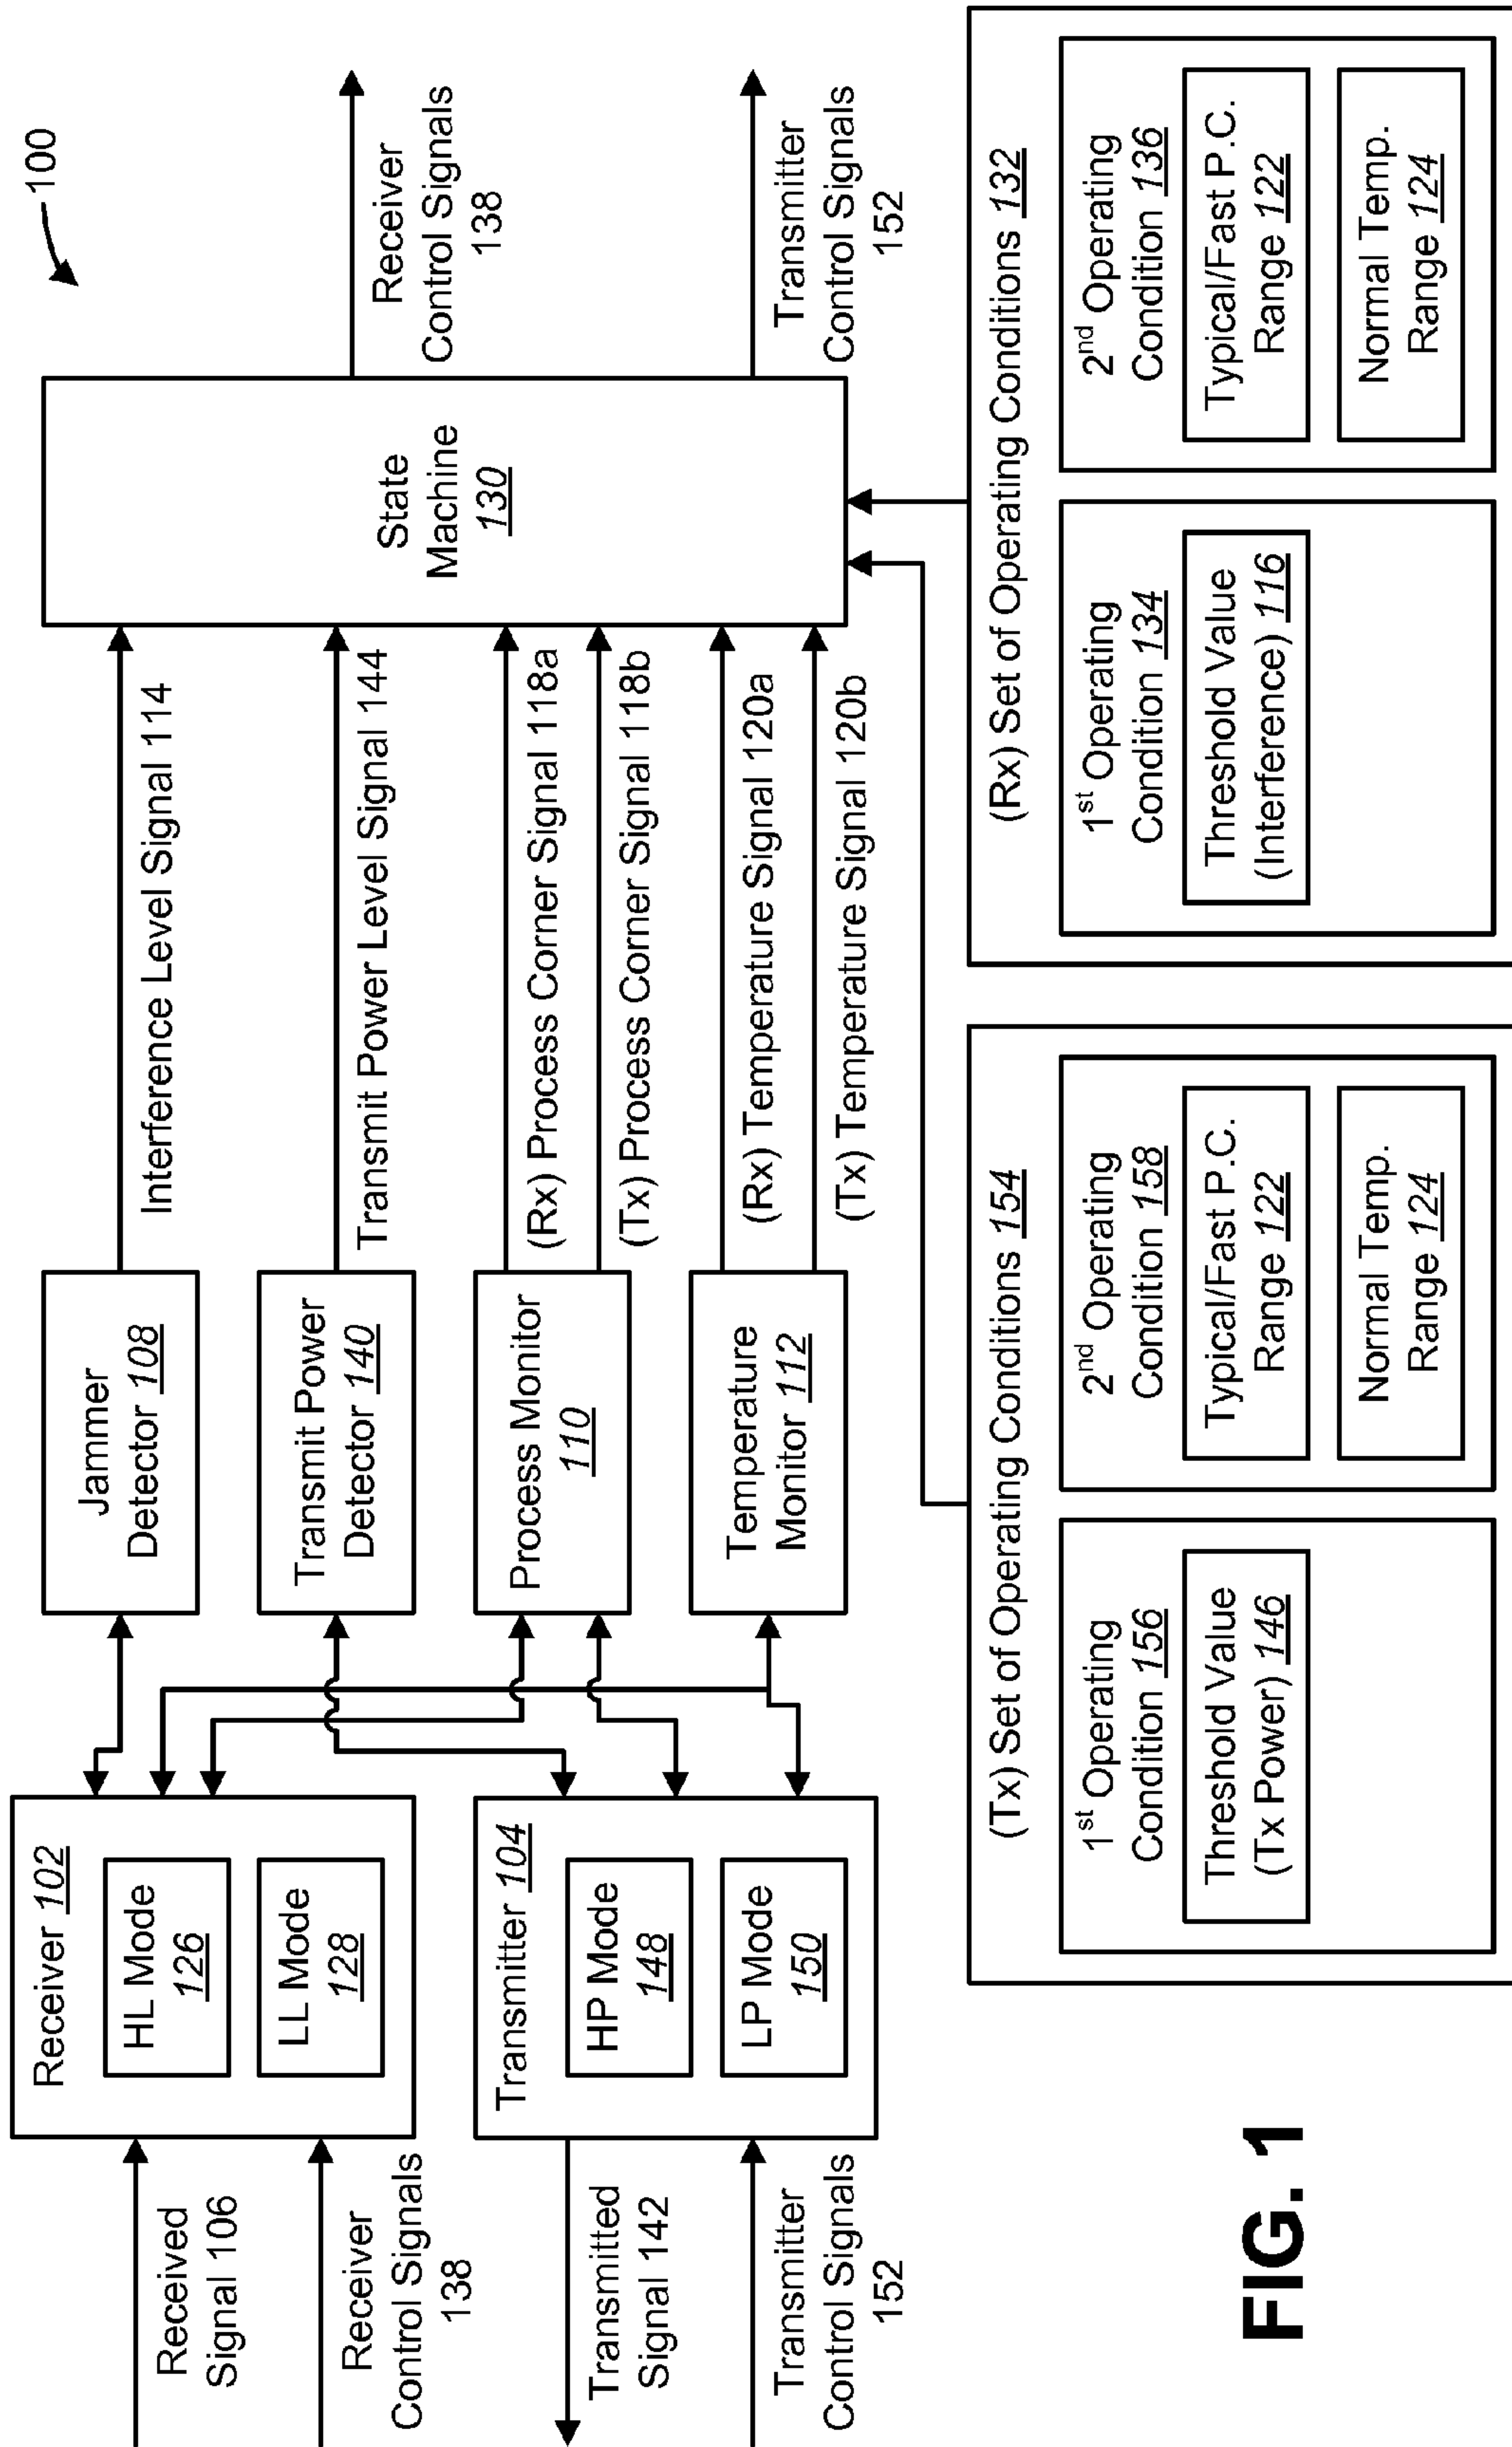 100
Received
Signal 106
Receiver
Control Signals
138
Transmitted
Signal 142
Transmitter
Control Signals
152
Receiver 102
HL Mode
126
LL Mode
128
Transmitter 104
HP Mode
148
LP Mode
150
Jammer
Detector 108
Transmit Power
Detector 140
Process Monitor
110
Temperature
Monitor 112
Interference Level Signal 114
Transmit Power Level Signal 144
(Rx) Process Corner Signal 118a
(Tx) Process Corner Signal 118b
(Rx) Temperature Signal 120a
(Tx) Temperature Signal 120b
State
Machine
130
Receiver
Control Signals
138
Transmitter
Control Signals
152
(Tx) Set of Operating Conditions 154
1st Operating
Condition 156
Threshold Value
(Tx Power) 146
2nd Operating
Condition 158
Typical/Fast P.C.
Range 122
Normal Temp.
Range 124
(Rx) Set of Operating Conditions 132
1st Operating
Condition 134
Threshold Value
(Interference) 116
2nd Operating
Condition 136
Typical/Fast P.C.
Range 122
Normal Temp.
Range 124
FIG. 1